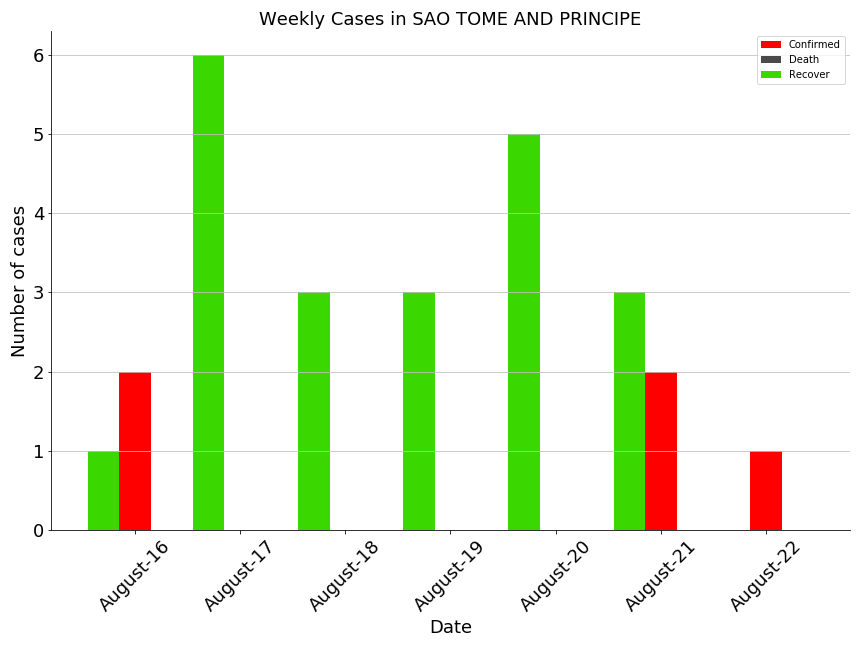 Weekly Cases in SAO TOME AND PRINCIPE
Confirmed
Death
Recover
Number of cases
6
5
4
3
2
1
0
August-16
August-17
August-18
August-19
August-20
August-21
August-22
Date